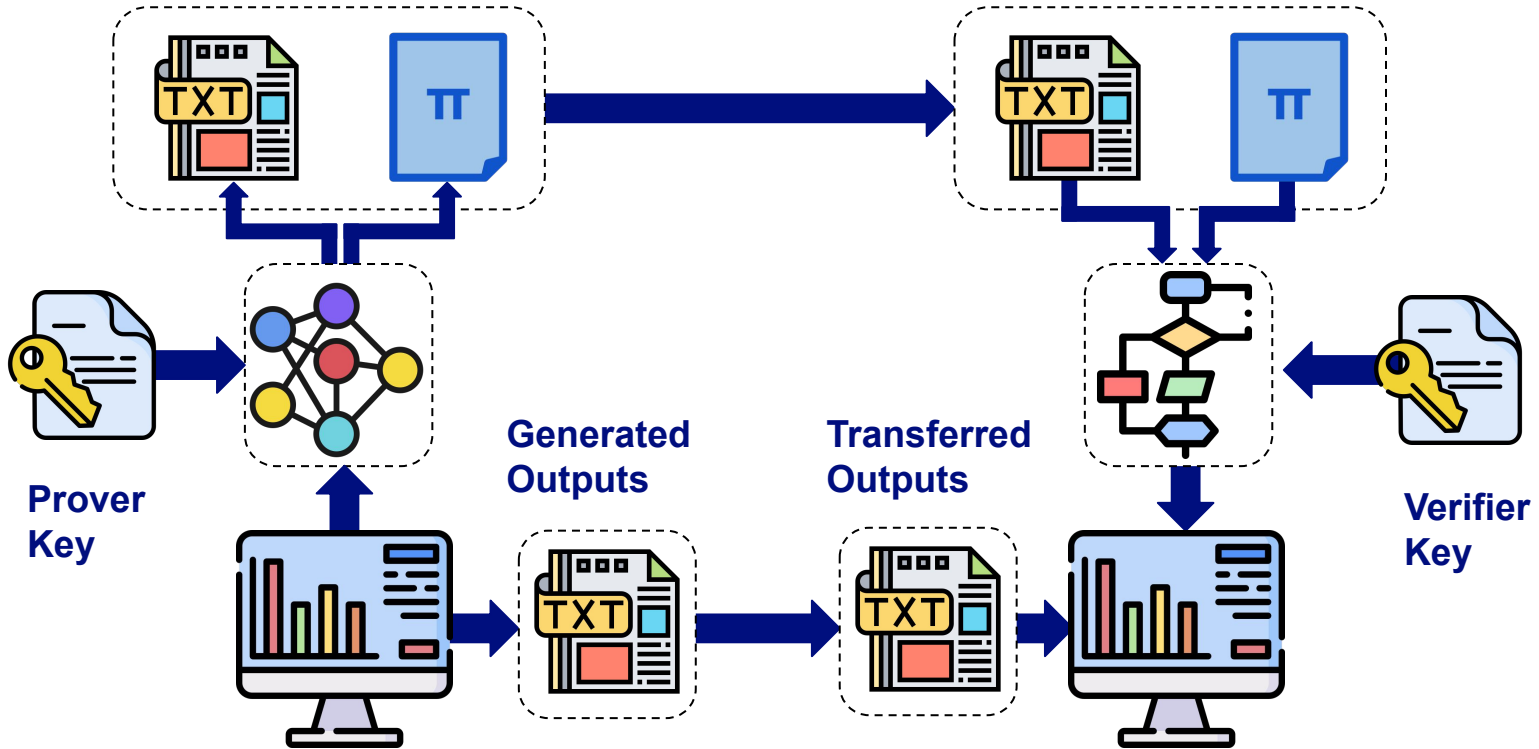 TXT
π
TXT
π
Generated
Outputs
Transferred
Outputs
Prover
Key
Verifier
Key
TXT
TXT